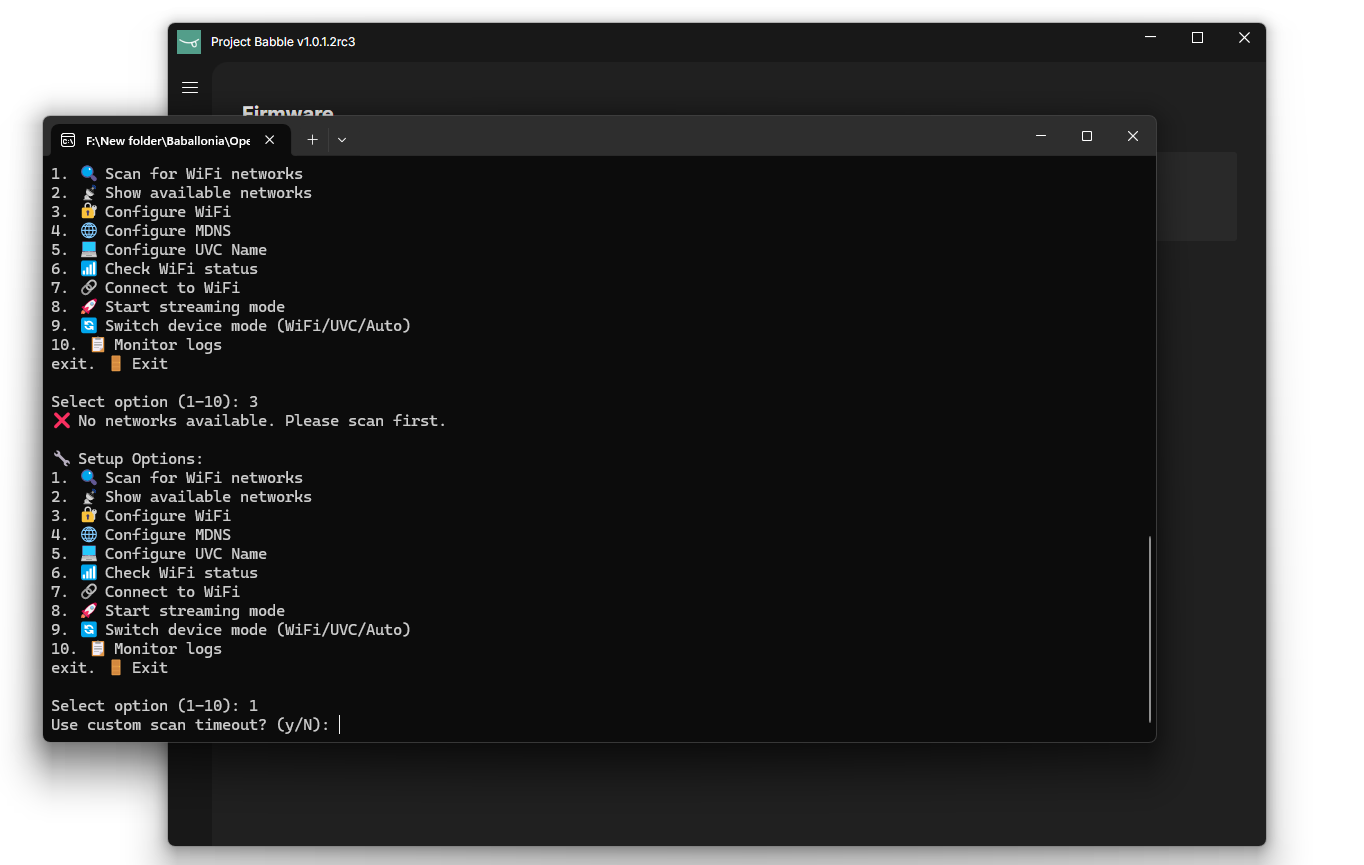 Project Babble v1.0.1.2rc3
Firmware
F:\New folder\Baballonia\Ope
1. Scan for WiFi networks
2. Show available networks
3. Configure WiFi
4. Configure MDNS
5. Configure UVC Name
6. Check WiFi status
7. Connect to WiFi
8. Start streaming mode
9. Switch device mode (WiFi/UVC/Auto)
10. Monitor logs
exit. Exit
Select option (1-10): 3
No networks available. Please scan first.
Setup Options:
1. Scan for WiFi networks
2. Show available networks
3. Configure WiFi
4. Configure MDNS
5. Configure UVC Name
6. Check WiFi status
7. Connect to WiFi
8. Start streaming mode
9. Switch device mode (WiFi/UVC/Auto)
10. Monitor logs
exit. Exit
Select option (1-10): 1
Use custom scan timeout? (y/N):